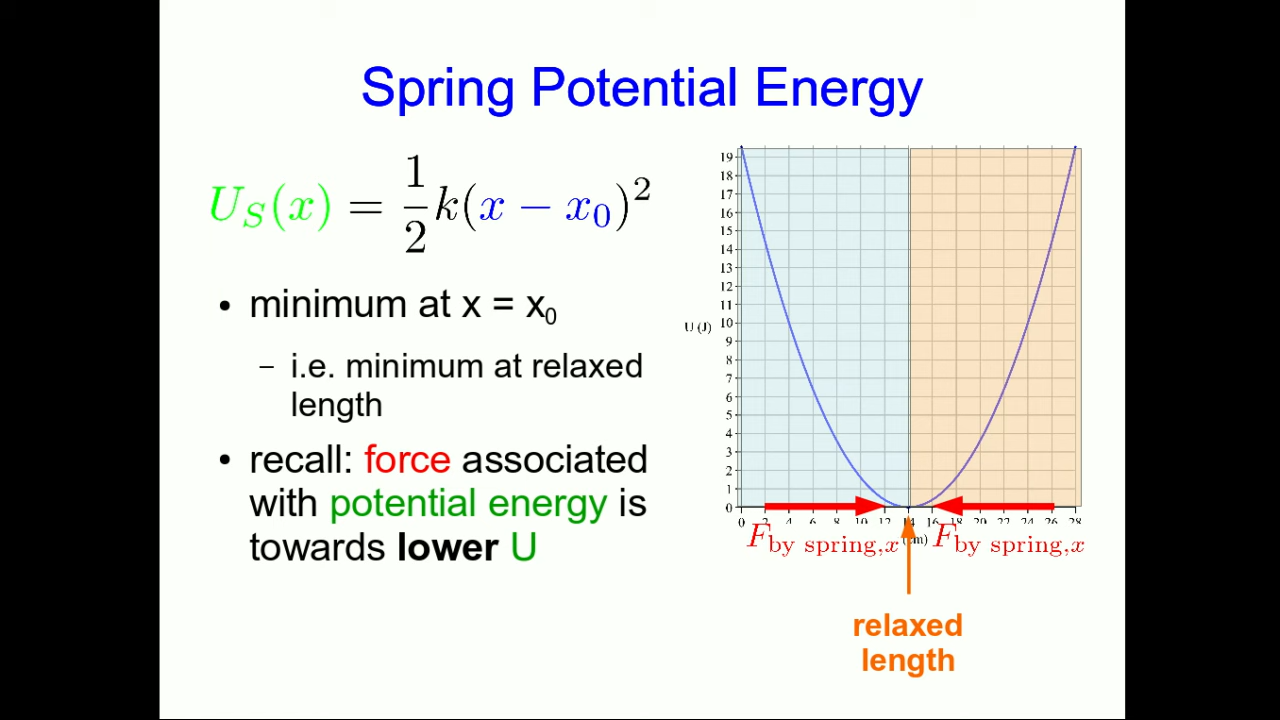 Spring Potential Energy
U_S(x) = \frac{1}{2}k(x − x_0)^2
• minimum at x = x_0
– i.e. minimum at relaxed
length
• recall: force associated
with potential energy is
towards lower U
19
18
17
16
15
14
13
12
11
10
9
8
7
6
5
4
3
2
1
0
U (J)
0 2 4 6 8 10 12 14 16 18 20 22 24 26 28
F_by spring,x
F_by spring,x
relaxed
length